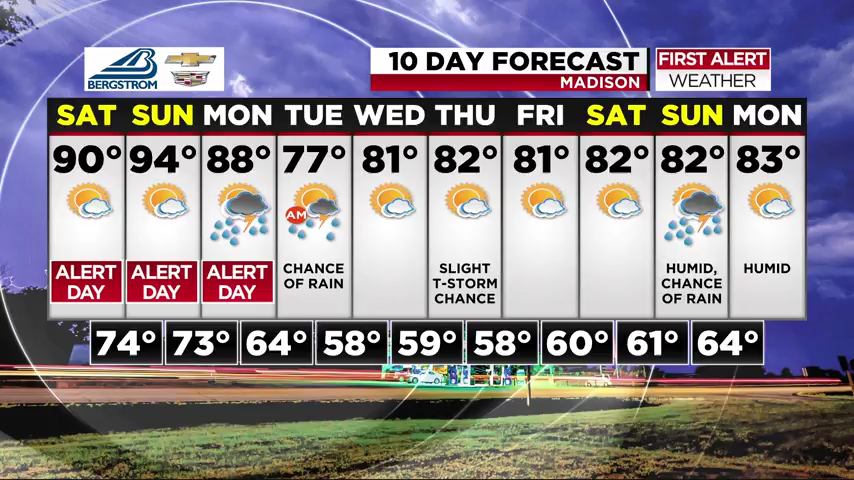 BERGSTROM
10 DAY FORECAST
MADISON
FIRST ALERT
WEATHER
SAT SUN MON TUE WED THU FRI SAT SUN MON
90° 94° 88° 77° 81° 82° 81° 82° 82° 83°
AM
ALERT DAY
ALERT DAY
ALERT DAY
CHANCE
OF RAIN
SLIGHT
T-STORM
CHANCE
HUMID,
CHANCE
OF RAIN
HUMID
74° 73° 64° 58° 59° 58° 60° 61° 64°